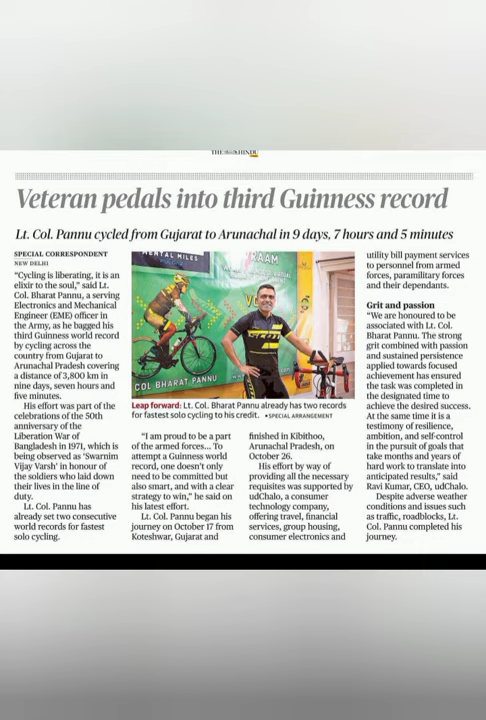 THE HINDU
Veteran pedals into third Guinness record
Lt. Col. Pannu cycled from Gujarat to Arunachal in 9 days, 7 hours and 5 minutes
SPECIAL CORRESPONDENT
NEW DELHI
“Cycling is liberating, it is an
elixir to the soul,” said Lt.
Col. Bharat Pannu, a serving
Electronics and Mechanical
Engineer (EME) officer in
the Army, as he bagged his
third Guinness world record
by cycling across the
country from Gujarat to
Arunachal Pradesh covering
a distance of 3,800 km in
nine days, seven hours and
five minutes.
His effort was part of the
celebrations of the 50th
anniversary of the
Liberation War of
Bangladesh in 1971, which is
being observed as ‘Swarnim
Vijay Varsh’ in honour of
the soldiers who laid down
their lives in the line of
duty.
Lt. Col. Pannu has
already set two consecutive
world records for fastest
solo cycling.
MENTAL MILES
RAAM
COL BHARAT PANNU
Leap forward: Lt. Col. Bharat Pannu already has two records
for fastest solo cycling to his credit. •SPECIAL ARRANGEMENT
“I am proud to be a part
of the armed forces... To
attempt a Guinness world
record, one doesn’t only
need to be committed but
also smart, and with a clear
strategy to win,” he said on
his latest effort.
Lt. Col. Pannu began his
journey on October 17 from
Koteshwar, Gujarat and
finished in Kibithoo,
Arunachal Pradesh, on
October 26.
His effort by way of
providing all the necessary
requisites was supported by
udChalo, a consumer
technology company,
offering travel, financial
services, group housing,
consumer electronics and
utility bill payment services
to personnel from armed
forces, paramilitary forces
and their dependants.
Grit and passion
“We are honoured to be
associated with Lt. Col.
Bharat Pannu. The strong
grit combined with passion
and sustained persistence
applied towards focused
achievement has ensured
the task was completed in
the designated time to
achieve the desired success.
At the same time it is a
testimony of resilience,
ambition, and self-control
in the pursuit of goals that
take months and years of
hard work to translate into
anticipated results,” said
Ravi Kumar, CEO, udChalo.
Despite adverse weather
conditions and issues such
as traffic, roadblocks, Lt.
Col. Pannu completed his
journey.